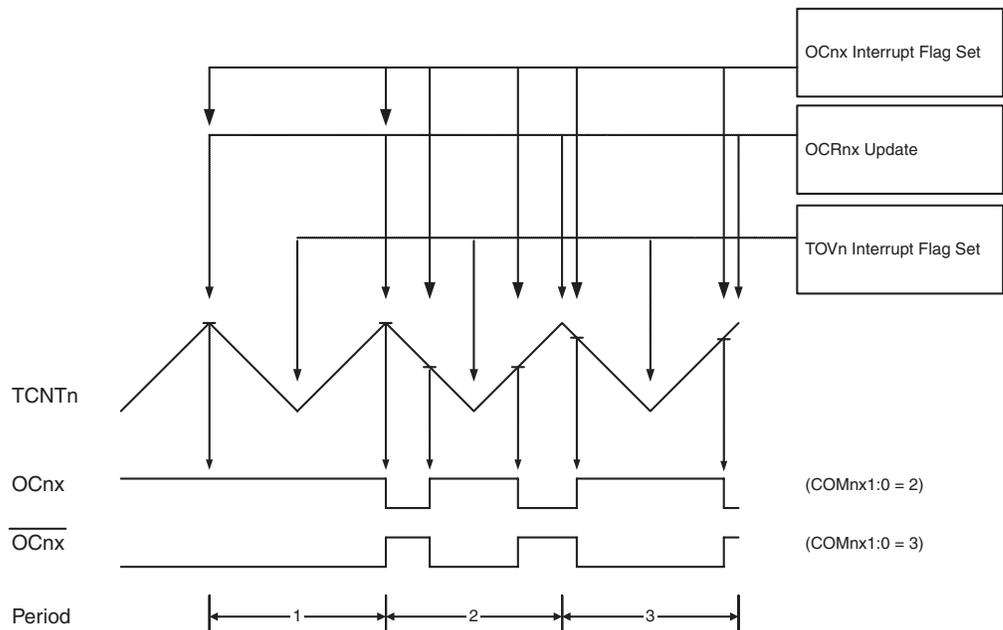 OCnx Interrupt Flag Set
OCRnx Update
TOVn Interrupt Flag Set
TCNTn
OCnx
(COMnx1:0 = 2)
OCnx
(COMnx1:0 = 3)
Period
1
2
3